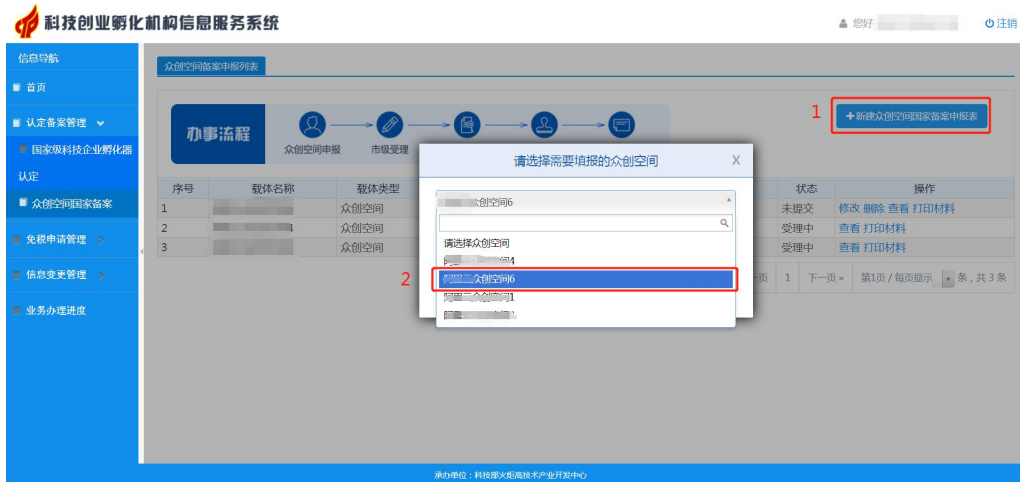 科技创业孵化机构信息服务系统
您好
注销
信息导航
首页
认定备案管理
国家级科技企业孵化器
认定
众创空间国家备案
免税申请管理
信息变更管理
业务办理进度
众创空间备案申报列表
1
+新建众创空间国家备案申报表
办事流程
众创空间申报
市级受理
序号 载体名称 载体类型 状态 操作
1 众创空间 未提交 修改 删除 查看 打印材料
2 众创空间 受理中 查看 打印材料
3 众创空间 受理中 查看 打印材料
页 1 下一页» 第1页/每页显示 条,共3条
请选择需要填报的众创空间
X
众创空间6
请选择众创空间
4
2
众创空间6
众创空间1
承办单位:科技部火炬高技术产业开发中心